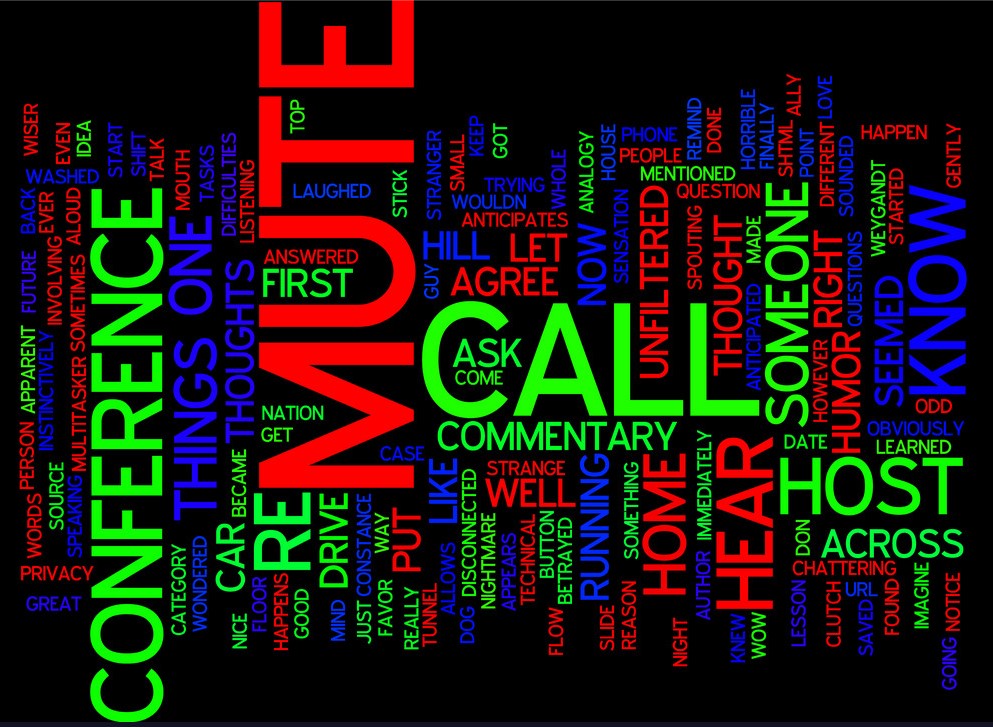 WISER
EVEN
IDEA
START
SHIFT
TALK
WASHED
MOUTH
TASKS
DIFFICULTIES
LISTENING
BACK
EVER
ALOUD
FUTURE
INVOLVING
SOMETIMES
APPARENT
INSTINCTIVELY
MULTITASKER
PERSON
SOURCE
SPEAKING
WORDS
PRIVACY
GREAT
CONFERENCE
THINGS
ONE
THOUGHTS
BECAME
CATEGORY
WONDERED
CAR
NICE
FLOOR
HAPPENS
GOOD
RE
DRIVE
MIND
CONSTANCE
JUST
WAY
FAVOR
PUT
REALLY
TUNNEL
MUTE
TOP
LAUGHED
STICK
ANSWERED
FIRST
NATION
GET
CASE
STRANGER
SMALL
KEEP
GOT
TRYING
WOULDN
ANTICIPATES
WHOLE
ANALOGY
HOUSE
GUY
HILL
LET
AGREE
NOW
SENSATION
PHONE
PEOPLE
MENTIONED
QUESTION
REMIND
DONE
HORRIBLE
FINALLY
SHTML
ALLY
POINT
LOVE
DIFFERENT
SOUNDED
HAPPEN
GENTLY
WEYGANDT
STARTED
UNFILTERED
SPOUTING
THOUGHT
MADE
ANTICIPATED
SOMEONE
HOWEVER
RIGHT
HUMOR
QUESTIONS
SEEMED
KNOW
ODD
OBVIOUSLY
LEARNED
CALL
ASK
COME
COMMENTARY
DATE
HOST
LIKE
STRANGE
WELL
RUNNING
SOMETHING
HOME
IMMEDIATELY
HEAR
DON
ACROSS
CHATTERING
ALLOWS
DOG
DISCONNECTED
NIGHTMARE
APPEARS
TECHNICAL
BUTTON
BETRAYED
FLOW
SLIDE
REASON
NIGHT
AUTHOR
KNEW
WOW
LESSON
CLUTCH
URL
SAVED
FOUND
IMAGINE
NOTICE
GOING